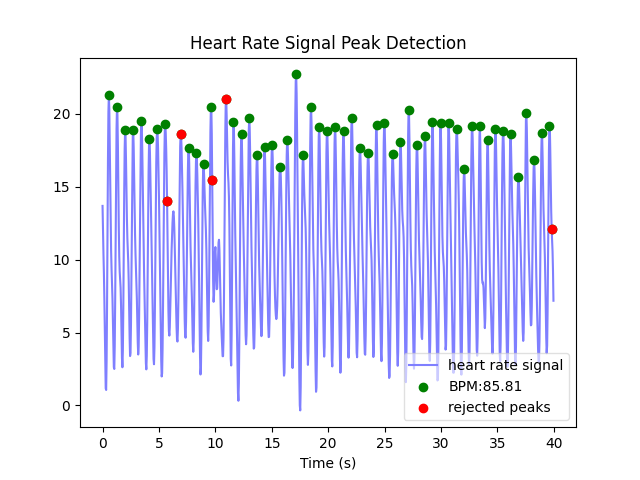 Heart Rate Signal Peak Detection
20
15
10
5
0
heart rate signal
BPM:85.81
rejected peaks
0 5 10 15 20 25 30 35 40
Time (s)